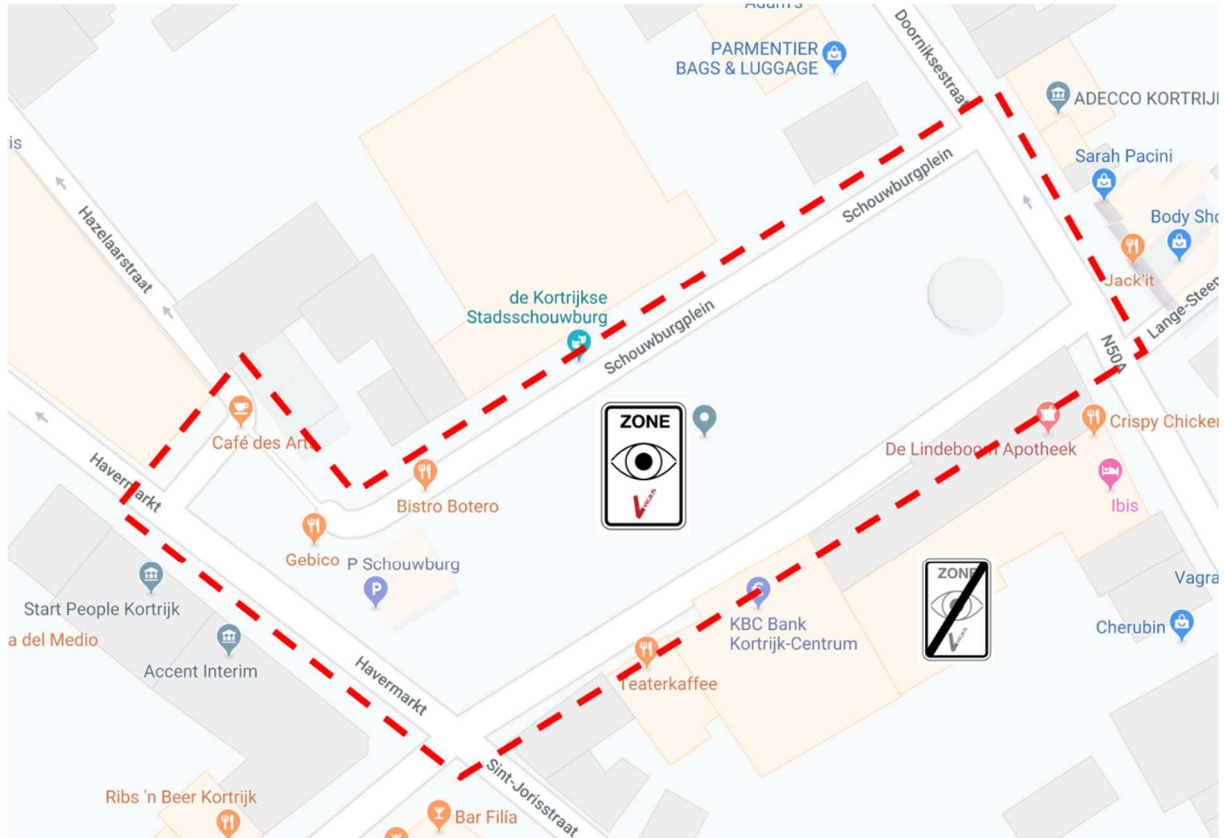 Adam's
PARMENTIER
BAGS & LUGGAGE
Doorniksestraat
ADECCO KORTRIJ
Sarah Pacini
Body Sho
Jack'it
Lange-Steen
N50A
Schouwburgplein
tis
Hazelaarstraat
de Kortrijkse
Stadsschouwburg
Schouwburgplein
Café des Arts
Havermarkt
Bistro Botero
Gebico
P Schouwburg
P
ZONE
De Lindeboom Apotheek
Crispy Chicken
Ibis
ZONE
Vagra
Cherubin
KBC Bank
Kortrijk-Centrum
Teaterkaffee
Start People Kortrijk
a del Medio
Accent Interim
Havermarkt
Sint-Jorisstraat
Ribs 'n Beer Kortrijk
Bar Filía